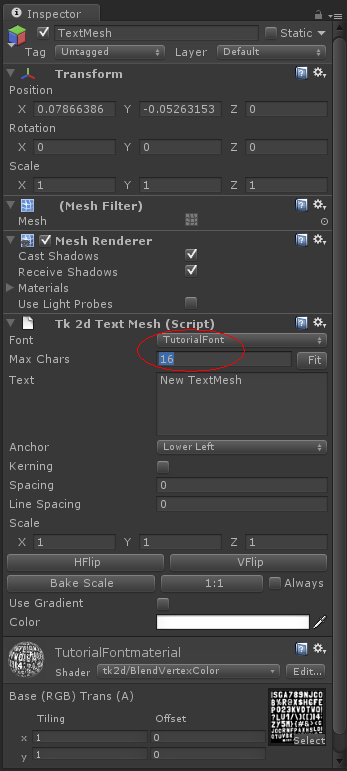 Inspector
TextMesh Static
Tag Untagged Layer Default
Transform
Position
X 0.07866386 Y -0.05263153 Z 0
Rotation
X 0 Y 0 Z 0
Scale
X 1 Y 1 Z 1
(Mesh Filter)
Mesh
Mesh Renderer
Cast Shadows
Receive Shadows
Materials
Use Light Probes
Tk 2d Text Mesh (Script)
Font TutorialFont
Max Chars 16 Fit
Text New TextMesh
Anchor Lower Left
Kerning
Spacing 0
Line Spacing 0
Scale
X 1 Y 1 Z 1
HFlip VFlip
Bake Scale 1:1 Always
Use Gradient
Color
TutorialFontmaterial
Shader tk2d/BlendVertexColor Edit...
Base (RGB) Trans (A)
Tiling Offset
x 1 0
y 1 0
Select